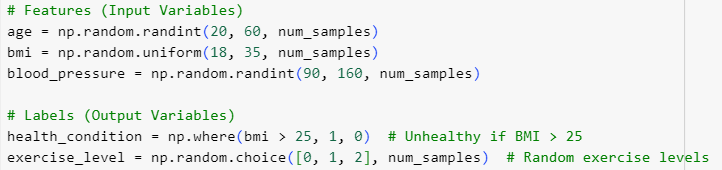 # Features (Input Variables)
age = np.random.randint(20, 60, num_samples)
bmi = np.random.uniform(18, 35, num_samples)
blood_pressure = np.random.randint(90, 160, num_samples)
# Labels (Output Variables)
health_condition = np.where(bmi > 25, 1, 0)  # Unhealthy if BMI > 25
exercise_level = np.random.choice([0, 1, 2], num_samples)  # Random exercise levels